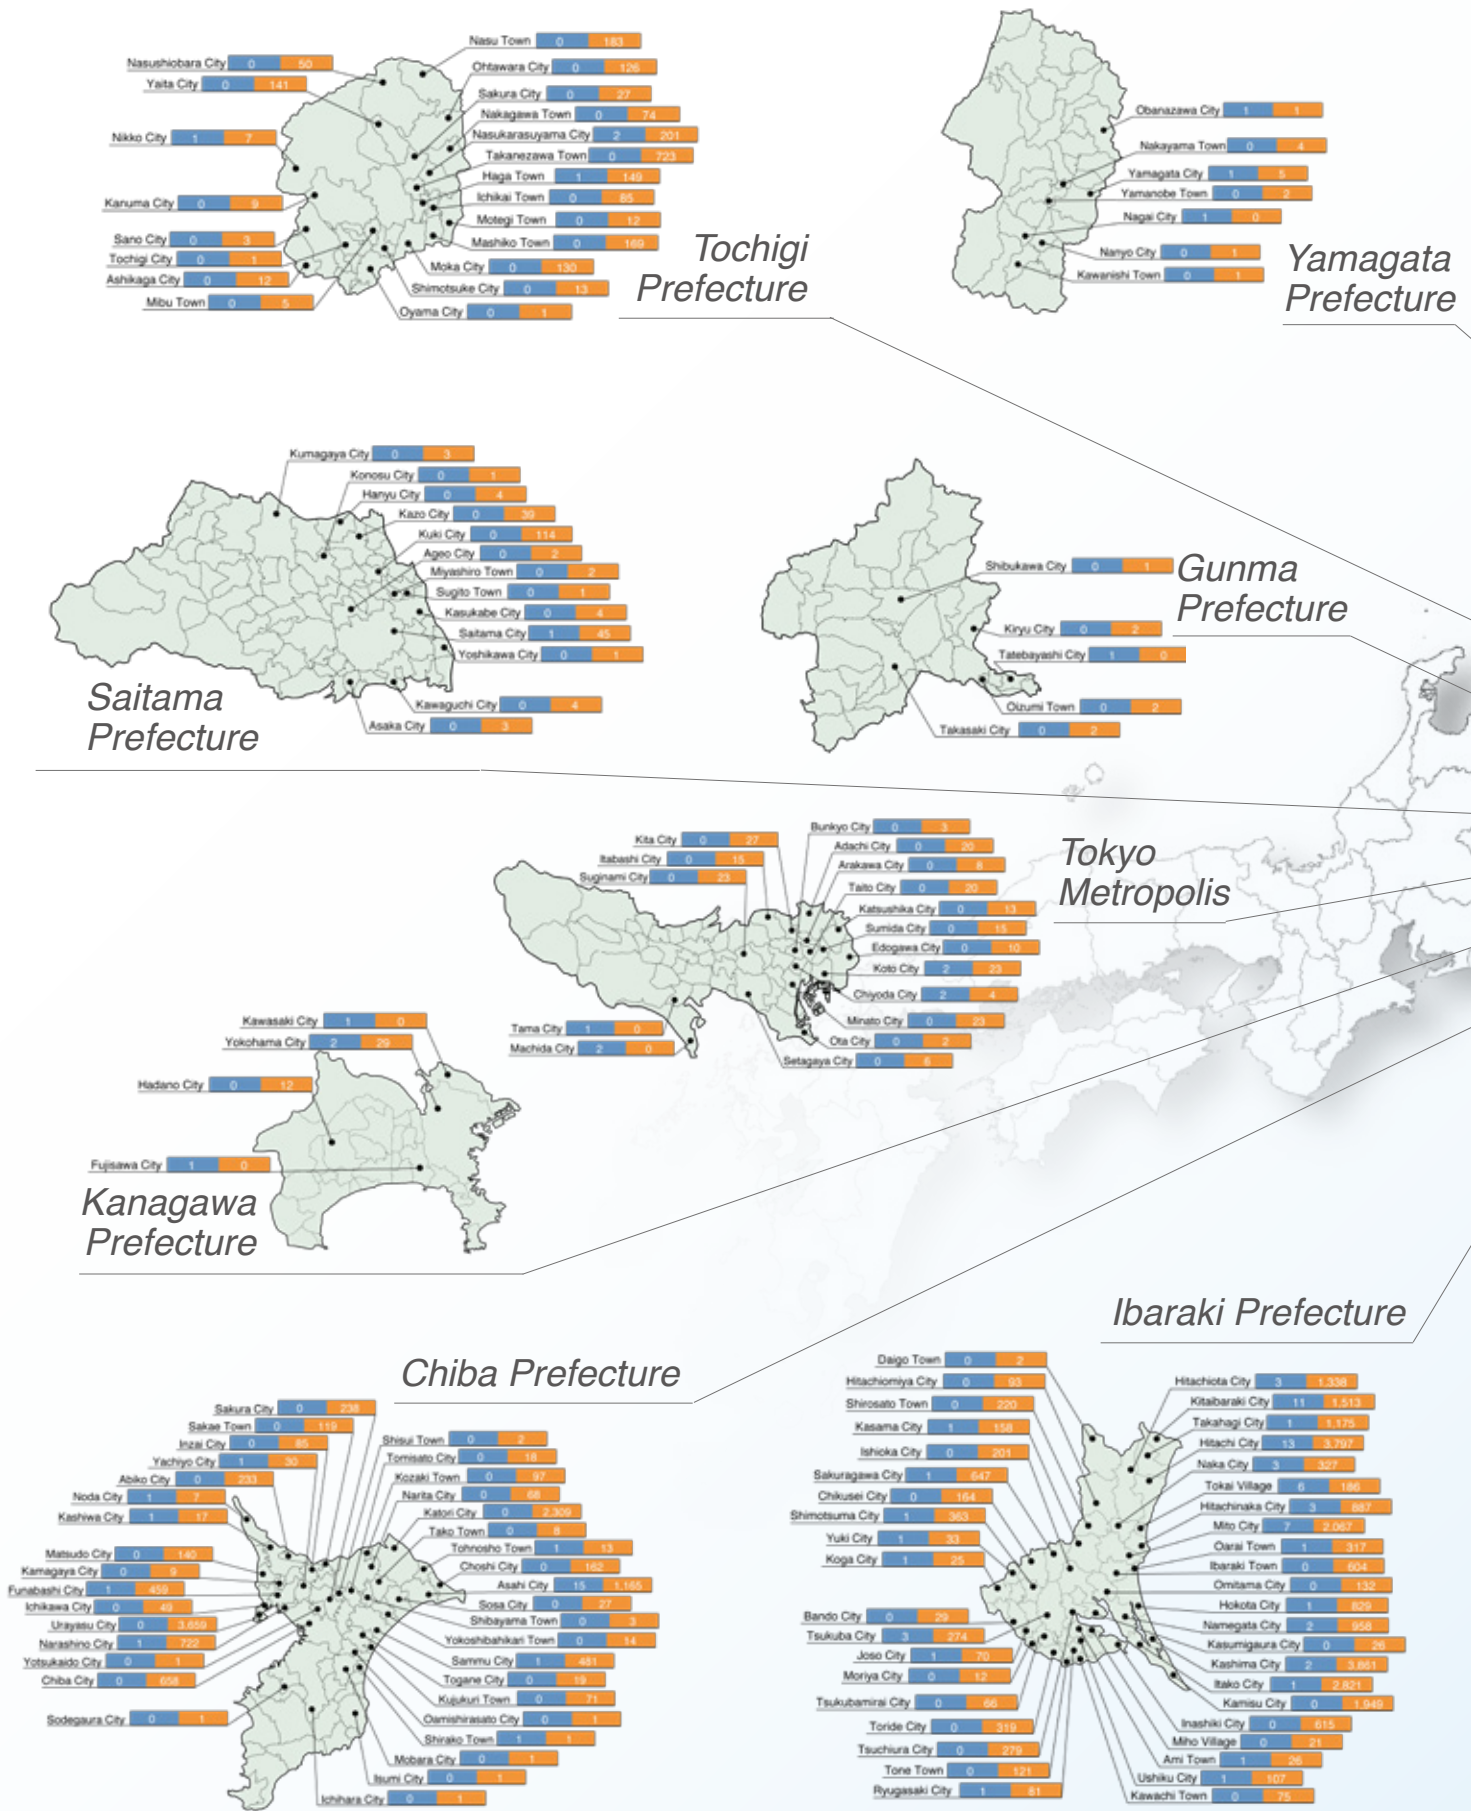 Nasu Town 0 183
Nasushiobara City 0 50
Ohtawara City 0 126
Yaita City 0 141
Sakura City 0 27
Nakagawa Town 0 74
Nikko City 1 7
Nasukarasuyama City 2 201
Takanezawa Town 0 723
Haga Town 1 149
Kanuma City 0 9
Ichikai Town 0 85
Motegi Town 0 12
Sano City 0 3
Mashiko Town 0 169
Tochigi City 0 1
Moka City 0 130
Ashikaga City 0 12
Shimotsuke City 0 13
Mibu Town 0 5
Oyama City 0 1
Tochigi
Prefecture
Obanazawa City 1 1
Nakayama Town 0 4
Yamagata City 1 5
Yamanobe Town 0 2
Nagai City 1 0
Nanyo City 0 1
Kawanishi Town 0 1
Yamagata
Prefecture
Kumagaya City 0 3
Konosu City 0 1
Hanyu City 0 4
Kazo City 0 39
Kuki City 0 114
Ageo City 0 2
Miyashiro Town 0 2
Sugito Town 0 1
Kasukabe City 0 4
Saitama City 1 45
Yoshikawa City 0 1
Kawaguchi City 0 4
Asaka City 0 3
Saitama
Prefecture
Shibukawa City 0 1
Kiryu City 0 2
Tatebayashi City 1 0
Oizumi Town 0 2
Takasaki City 0 2
Gunma
Prefecture
Bunkyo City 0 3
Kita City 0 27
Adachi City 0 20
Itabashi City 0 15
Arakawa City 0 8
Suginami City 0 23
Taito City 0 20
Katsushika City 0 13
Sumida City 0 15
Edogawa City 0 10
Koto City 2 23
Chiyoda City 2 4
Minato City 0 23
Tama City 1 0
Ota City 0 2
Machida City 2 0
Setagaya City 0 6
Tokyo
Metropolis
Kawasaki City 1 0
Yokohama City 2 29
Hadano City 0 12
Fujisawa City 1 0
Kanagawa
Prefecture
Chiba Prefecture
Sakura City 0 238
Sakae Town 0 119
Inzai City 0 85
Yachiyo City 1 30
Abiko City 0 233
Noda City 1 7
Kashiwa City 1 17
Matsudo City 0 140
Kamagaya City 0 9
Funabashi City 1 459
Ichikawa City 0 49
Urayasu City 0 3,659
Narashino City 1 722
Yotsukaido City 0 1
Chiba City 0 658
Sodegaura City 0 1
Shisui Town 0 2
Tomisato City 0 18
Kozaki Town 0 97
Narita City 0 68
Katori City 0 2,309
Tako Town 0 8
Tohnosho Town 1 13
Choshi City 0 162
Asahi City 15 1,165
Sosa City 0 27
Shibayama Town 0 3
Yokoshibahikari Town 0 14
Sammu City 1 481
Togane City 0 19
Kujukuri Town 0 71
Oamishirasato City 0 1
Shirako Town 1 1
Mobara City 0 1
Isumi City 0 1
Ichihara City 0 1
Ibaraki Prefecture
Daigo Town 0 2
Hitachiomiya City 0 93
Shirosato Town 0 220
Kasama City 1 158
Ishioka City 0 201
Sakuragawa City 1 647
Chikusei City 0 164
Shimotsuma City 1 363
Yuki City 1 33
Koga City 1 25
Bando City 0 29
Tsukuba City 3 274
Joso City 1 70
Moriya City 0 12
Tsukubamirai City 0 66
Toride City 0 319
Tsuchiura City 0 279
Tone Town 0 121
Ryugasaki City 1 81
Hitachiota City 3 1,338
Kitaibaraki City 11 1,513
Takahagi City 1 1,175
Hitachi City 13 3,797
Naka City 3 327
Tokai Village 6 186
Hitachinaka City 3 887
Mito City 7 2,067
Oarai Town 1 317
Ibaraki Town 0 604
Omitama City 0 132
Hokota City 1 829
Namegata City 2 958
Kasumigaura City 0 26
Kashima City 2 3,861
Itako City 1 2,821
Kamisu City 0 1,949
Inashiki City 0 615
Miho Village 0 21
Ami Town 1 26
Ushiku City 1 107
Kawachi Town 0 75